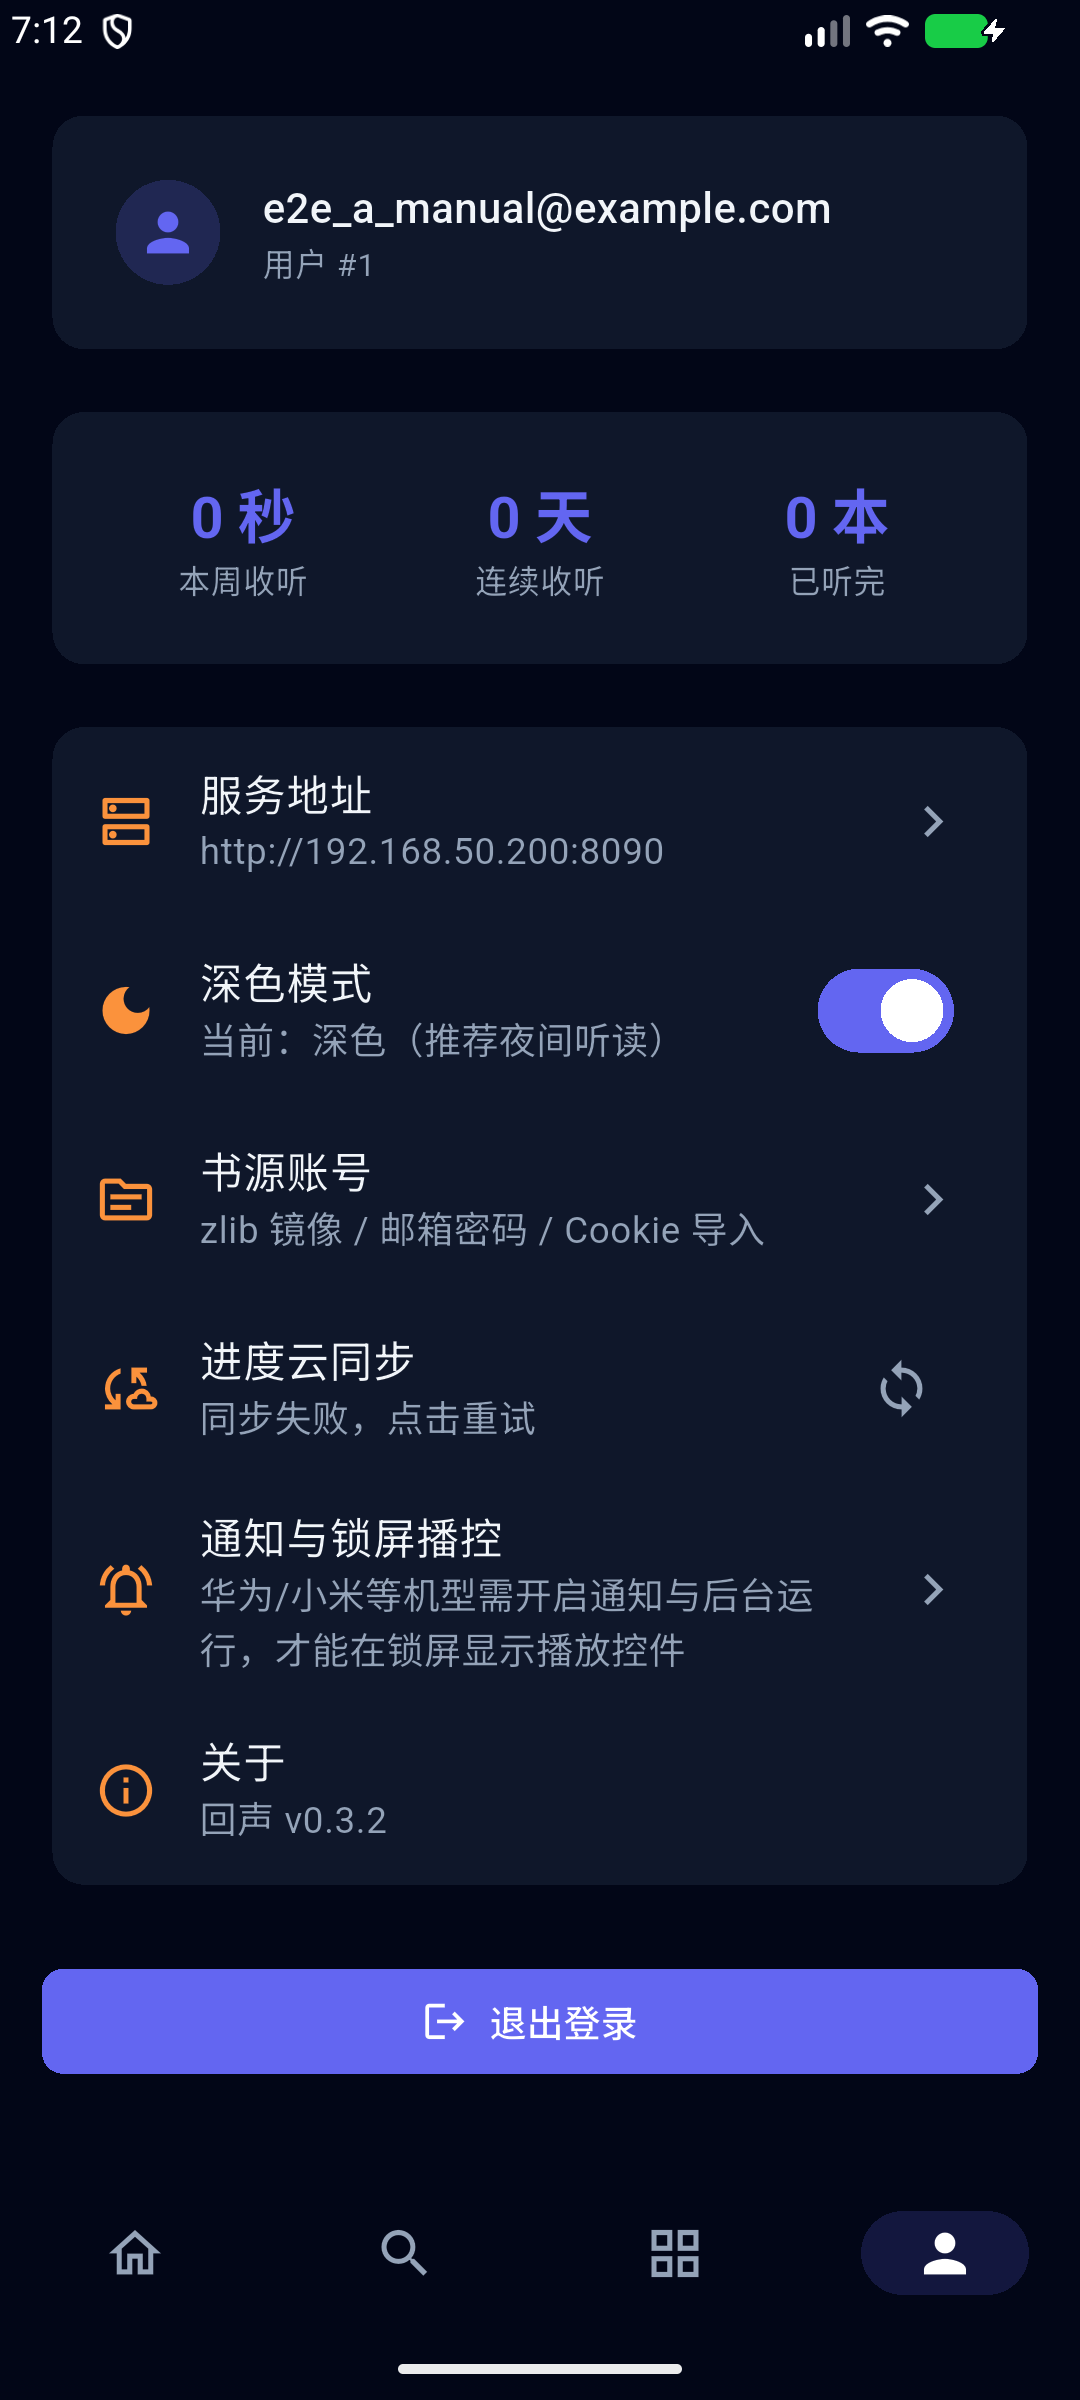 7:12
e2e_a_manual@example.com
用户 #1
0 秒
0 天
0 本
本周收听
连续收听
已听完
服务地址
http://192.168.50.200:8090
深色模式
当前：深色（推荐夜间听读）
书源账号
zlib 镜像 / 邮箱密码 / Cookie 导入
进度云同步
同步失败，点击重试
通知与锁屏播控
华为/小米等机型需开启通知与后台运
行，才能在锁屏显示播放控件
关于
回声 v0.3.2
退出登录